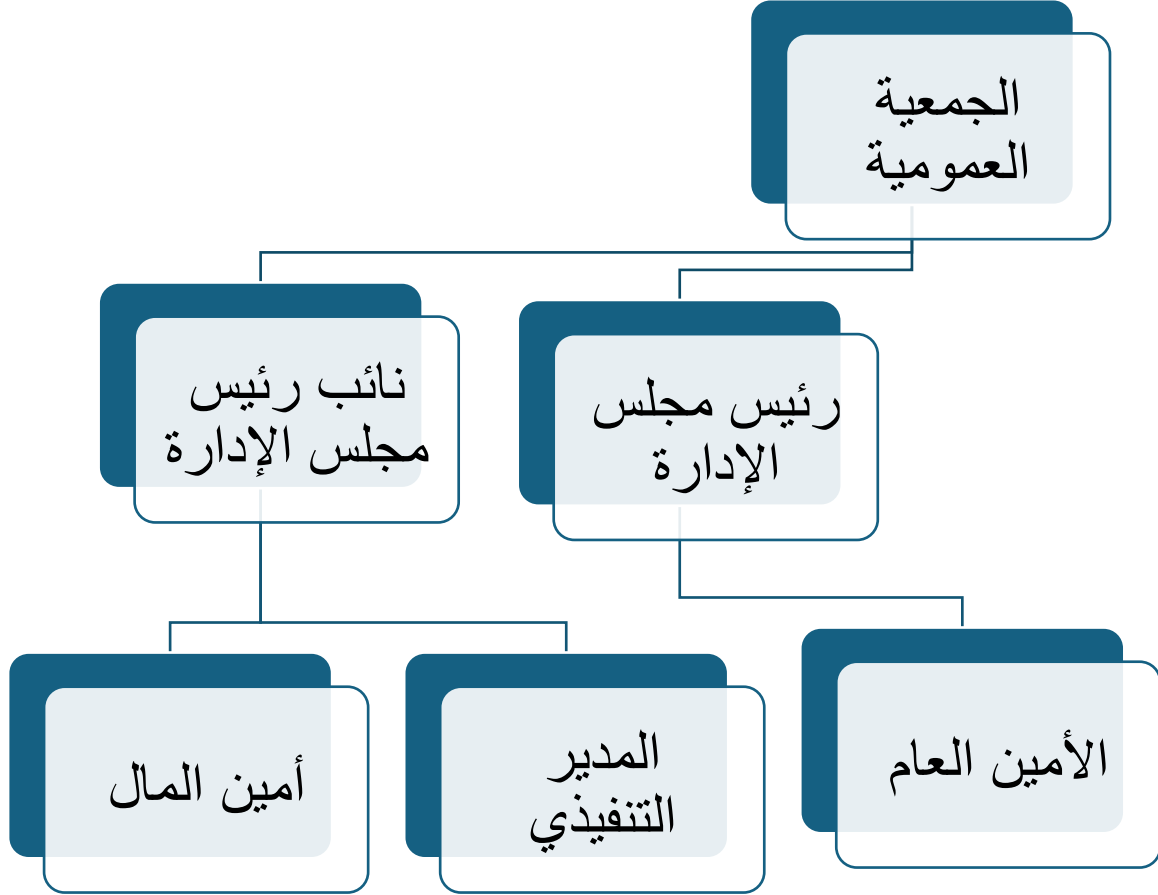 الجمعية
العمومية
رئيس مجلس
الإدارة
نائب رئيس
مجلس الإدارة
الأمين العام
المدير
التنفيذي
أمين المال